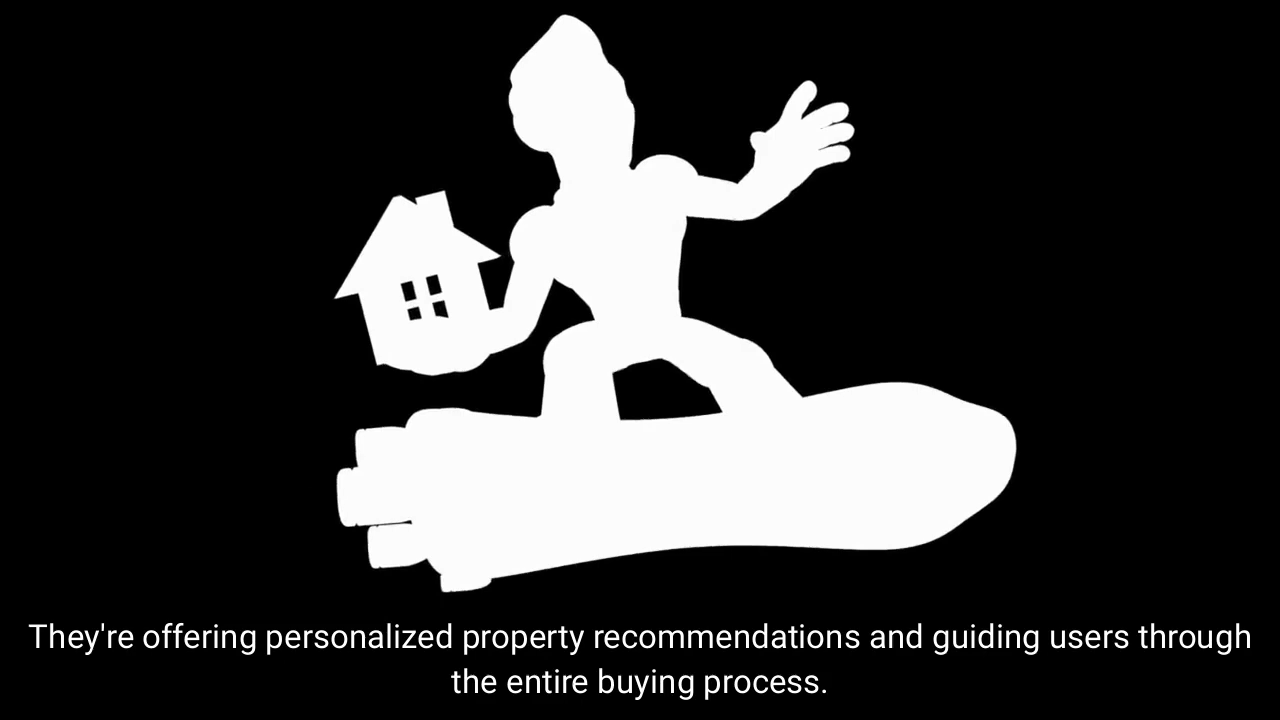 They're offering personalized property recommendations and guiding users through
the entire buying process.